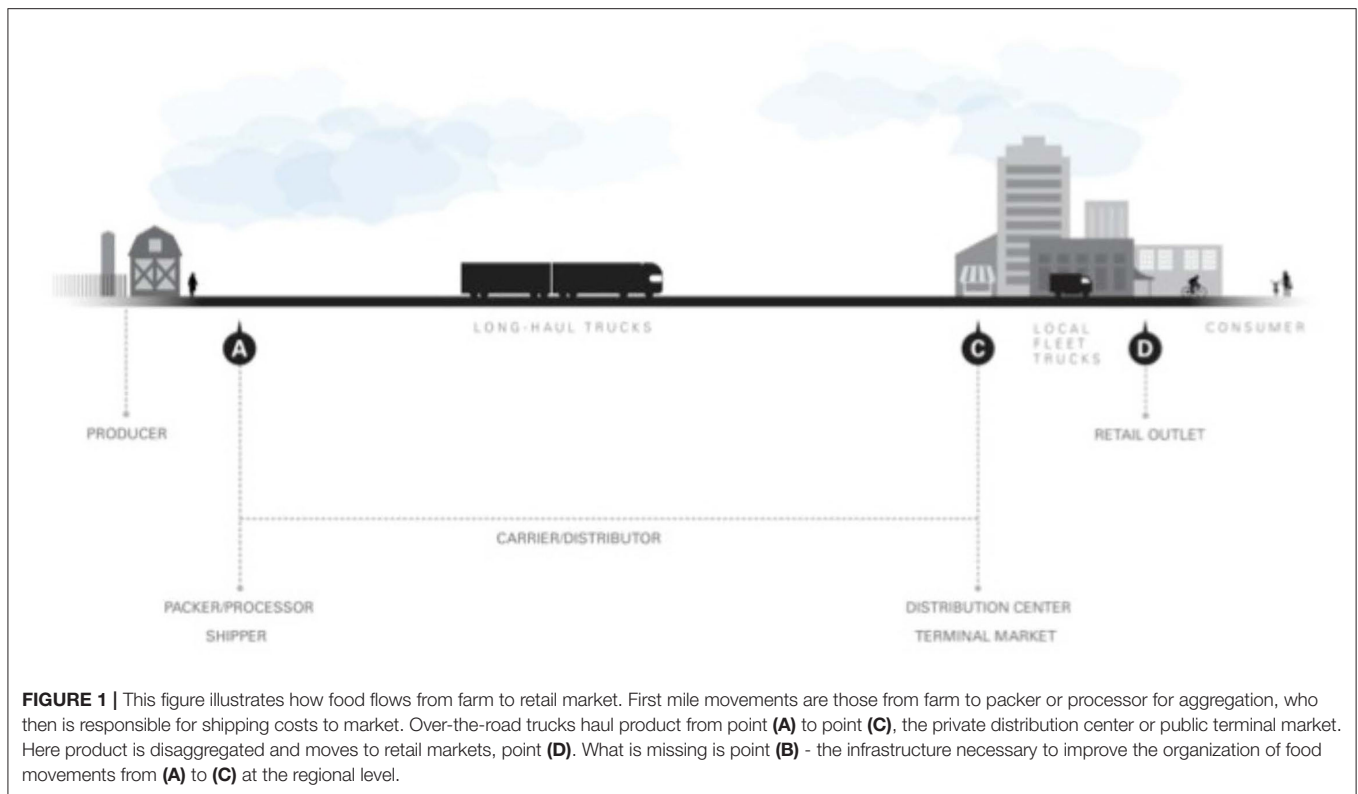 LONG-HAUL TRUCKS
LOCAL
FLEET
TRUCKS
CONSUMER
A
C
D
PRODUCER
RETAIL OUTLET
CARRIER/DISTRIBUTOR
PACKER/PROCESSOR
SHIPPER
DISTRIBUTION CENTER
TERMINAL MARKET
FIGURE 1 | This figure illustrates how food flows from farm to retail market. First mile movements are those from farm to packer or processor for aggregation, who
then is responsible for shipping costs to market. Over-the-road trucks haul product from point (A) to point (C), the private distribution center or public terminal market.
Here product is disaggregated and moves to retail markets, point (D). What is missing is point (B) - the infrastructure necessary to improve the organization of food
movements from (A) to (C) at the regional level.